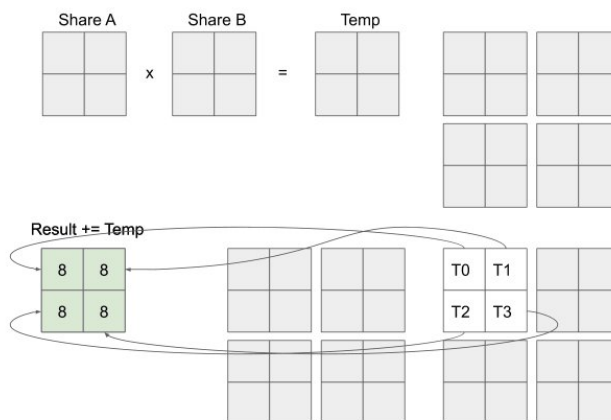 Share A Share B Temp
x =
Result += Temp
8 8 T0 T1
8 8 T2 T3